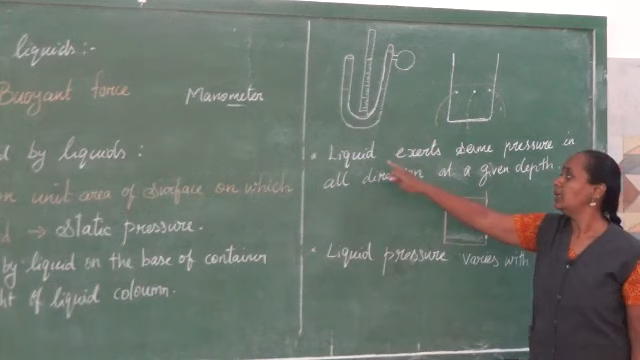 liquids:-
Buoyant force
Manometer
d by liquids:
on unit area of surface on which
d → static pressure.
by liquid on the base of container
ht of liquid coloumn.
• Liquid exerts same pressure in
all direction at a given depth.
• Liquid pressure varies with